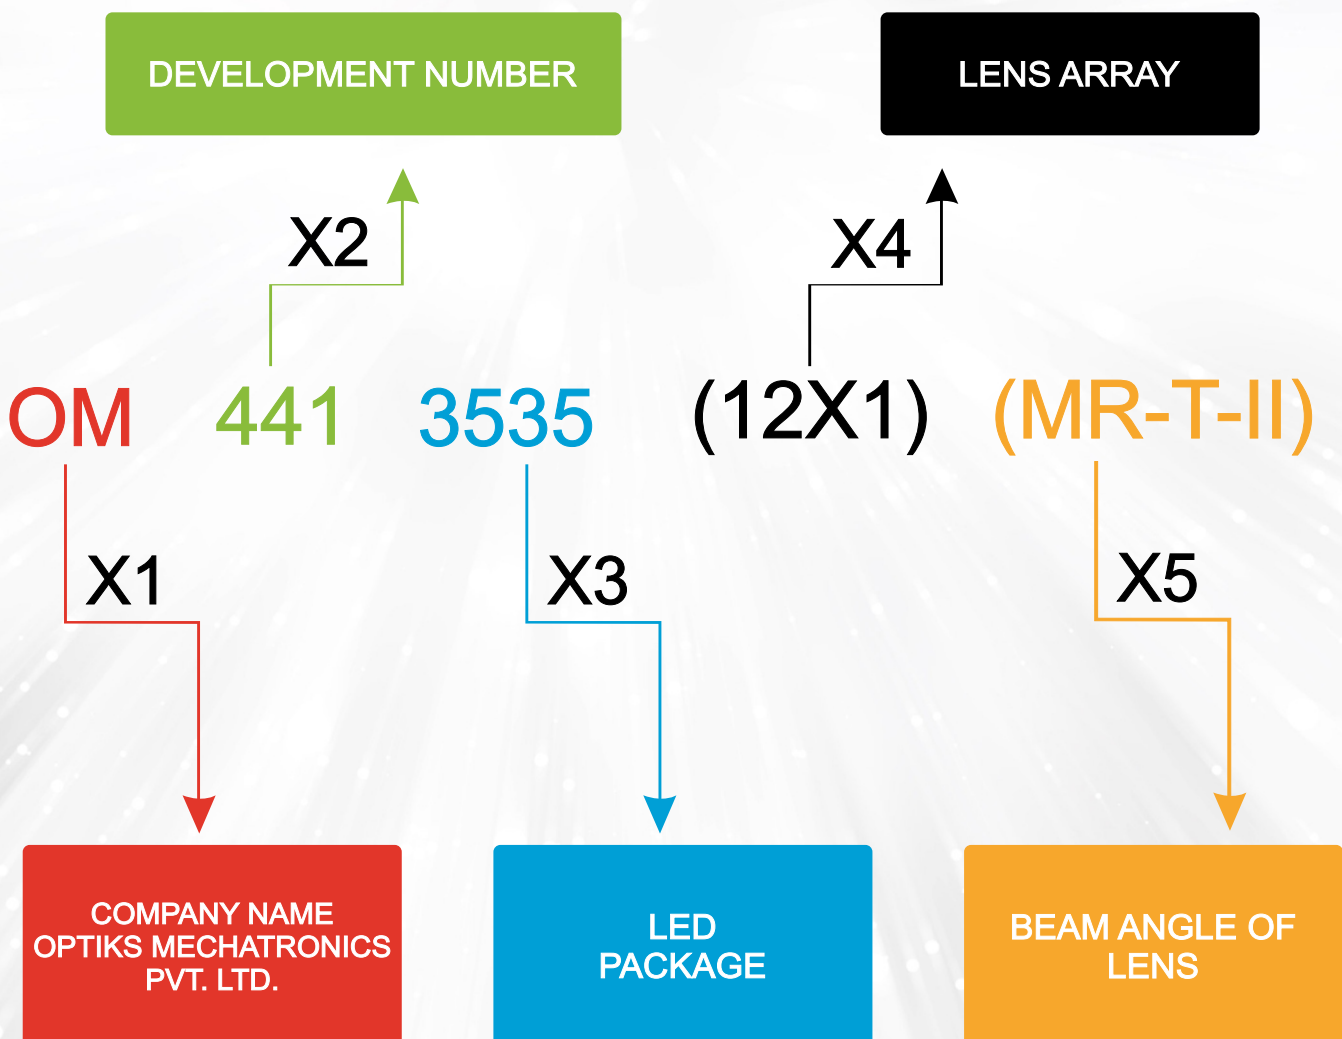 DEVELOPMENT NUMBER
LENS ARRAY
X2
X4
OM 441 3535 (12X1) (MR-T-II)
X1
X3
X5
COMPANY NAME
OPTIKS MECHATRONICS
PVT. LTD.
LED
PACKAGE
BEAM ANGLE OF
LENS